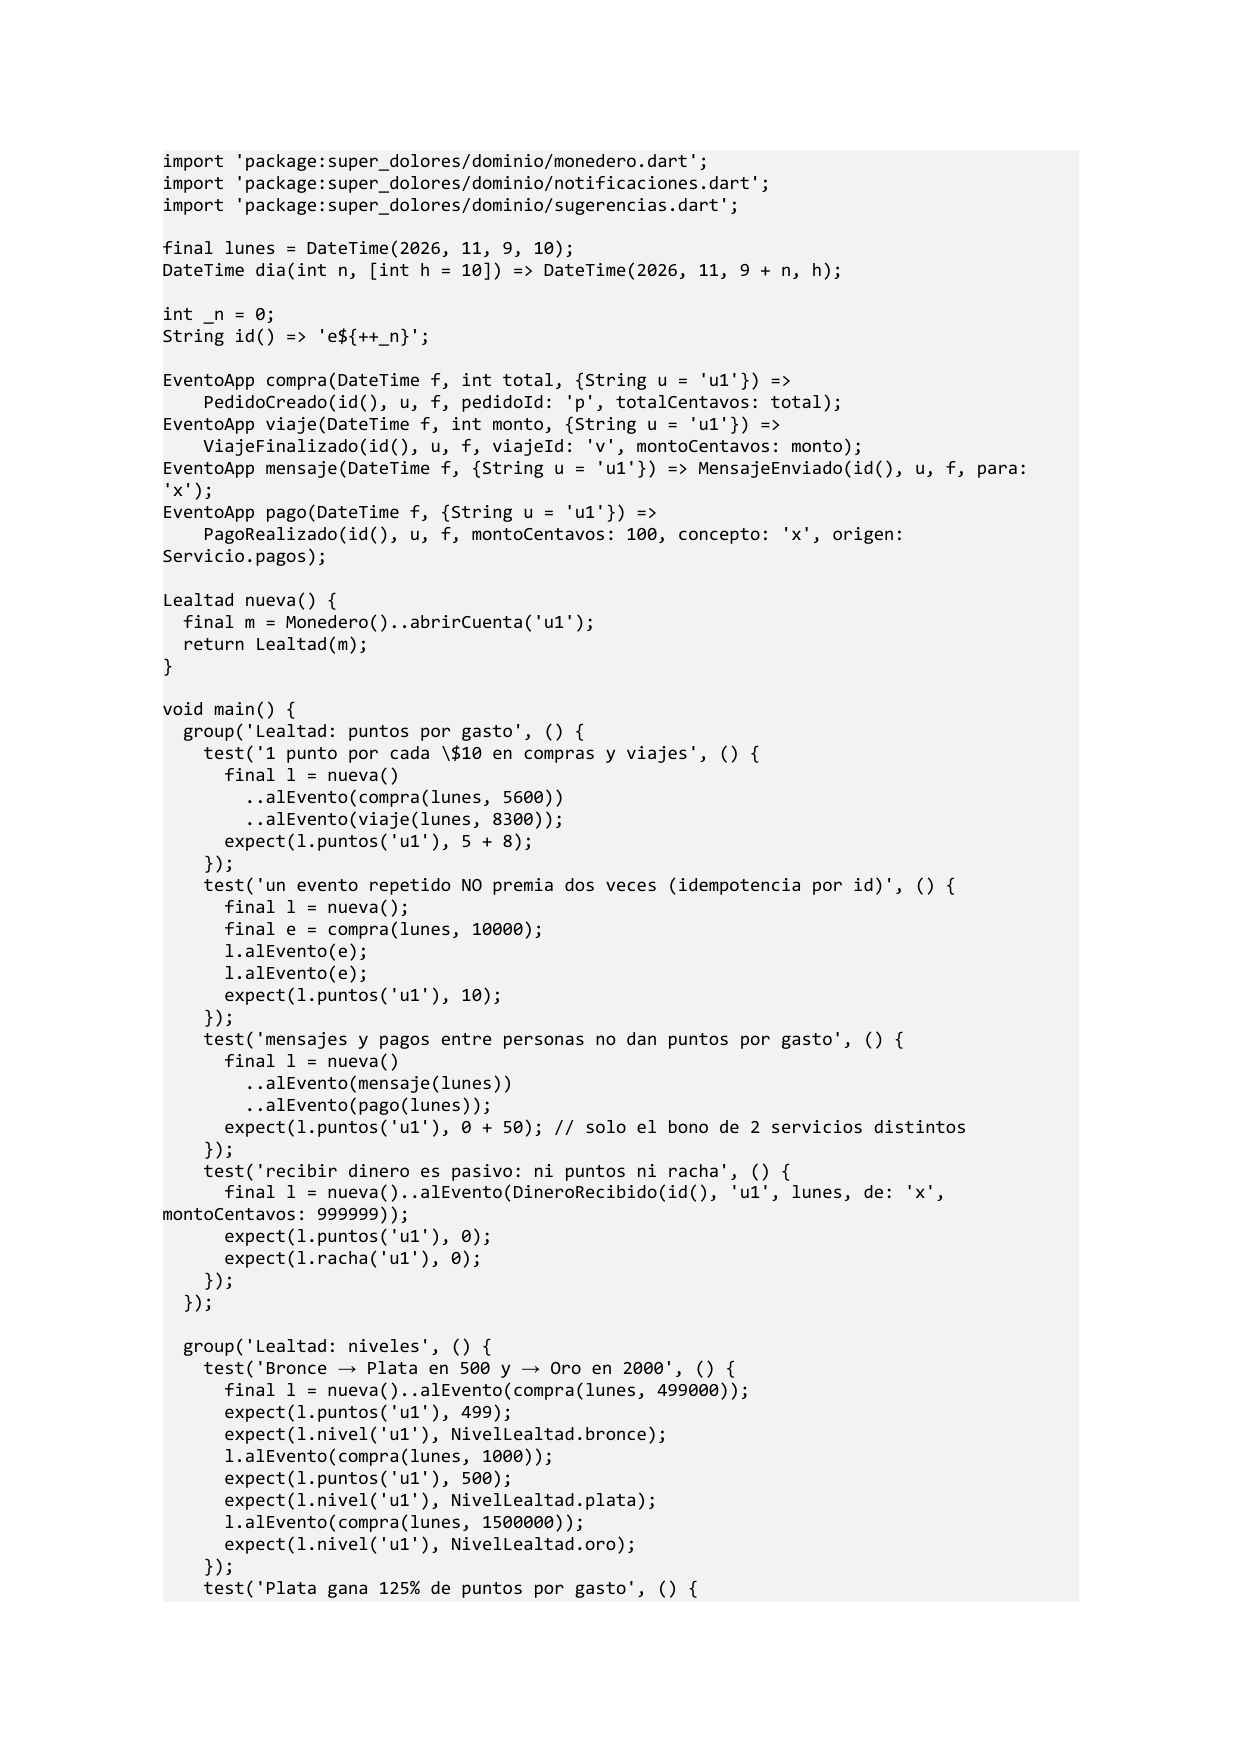 import 'package:super_dolores/dominio/monedero.dart';
import 'package:super_dolores/dominio/notificaciones.dart';
import 'package:super_dolores/dominio/sugerencias.dart';

final lunes = DateTime(2026, 11, 9, 10);
DateTime dia(int n, [int h = 10]) => DateTime(2026, 11, 9 + n, h);

int _n = 0;
String id() => 'e${++_n}';

EventoApp compra(DateTime f, int total, {String u = 'u1'}) =>
    PedidoCreado(id(), u, f, pedidoId: 'p', totalCentavos: total);
EventoApp viaje(DateTime f, int monto, {String u = 'u1'}) =>
    ViajeFinalizado(id(), u, f, viajeId: 'v', montoCentavos: monto);
EventoApp mensaje(DateTime f, {String u = 'u1'}) => MensajeEnviado(id(), u, f, para:
'x');
EventoApp pago(DateTime f, {String u = 'u1'}) =>
    PagoRealizado(id(), u, f, montoCentavos: 100, concepto: 'x', origen:
Servicio.pagos);

Lealtad nueva() {
  final m = Monedero()..abrirCuenta('u1');
  return Lealtad(m);
}

void main() {
  group('Lealtad: puntos por gasto', () {
    test('1 punto por cada \$10 en compras y viajes', () {
      final l = nueva()
        ..alEvento(compra(lunes, 5600))
        ..alEvento(viaje(lunes, 8300));
      expect(l.puntos('u1'), 5 + 8);
    });
    test('un evento repetido NO premia dos veces (idempotencia por id)', () {
      final l = nueva();
      final e = compra(lunes, 10000);
      l.alEvento(e);
      l.alEvento(e);
      expect(l.puntos('u1'), 10);
    });
    test('mensajes y pagos entre personas no dan puntos por gasto', () {
      final l = nueva()
        ..alEvento(mensaje(lunes))
        ..alEvento(pago(lunes));
      expect(l.puntos('u1'), 0 + 50); // solo el bono de 2 servicios distintos
    });
    test('recibir dinero es pasivo: ni puntos ni racha', () {
      final l = nueva()..alEvento(DineroRecibido(id(), 'u1', lunes, de: 'x',
montoCentavos: 999999));
      expect(l.puntos('u1'), 0);
      expect(l.racha('u1'), 0);
    });
  });

  group('Lealtad: niveles', () {
    test('Bronce → Plata en 500 y → Oro en 2000', () {
      final l = nueva()..alEvento(compra(lunes, 499000));
      expect(l.puntos('u1'), 499);
      expect(l.nivel('u1'), NivelLealtad.bronce);
      l.alEvento(compra(lunes, 1000));
      expect(l.puntos('u1'), 500);
      expect(l.nivel('u1'), NivelLealtad.plata);
      l.alEvento(compra(lunes, 1500000));
      expect(l.nivel('u1'), NivelLealtad.oro);
    });
    test('Plata gana 125% de puntos por gasto', () {